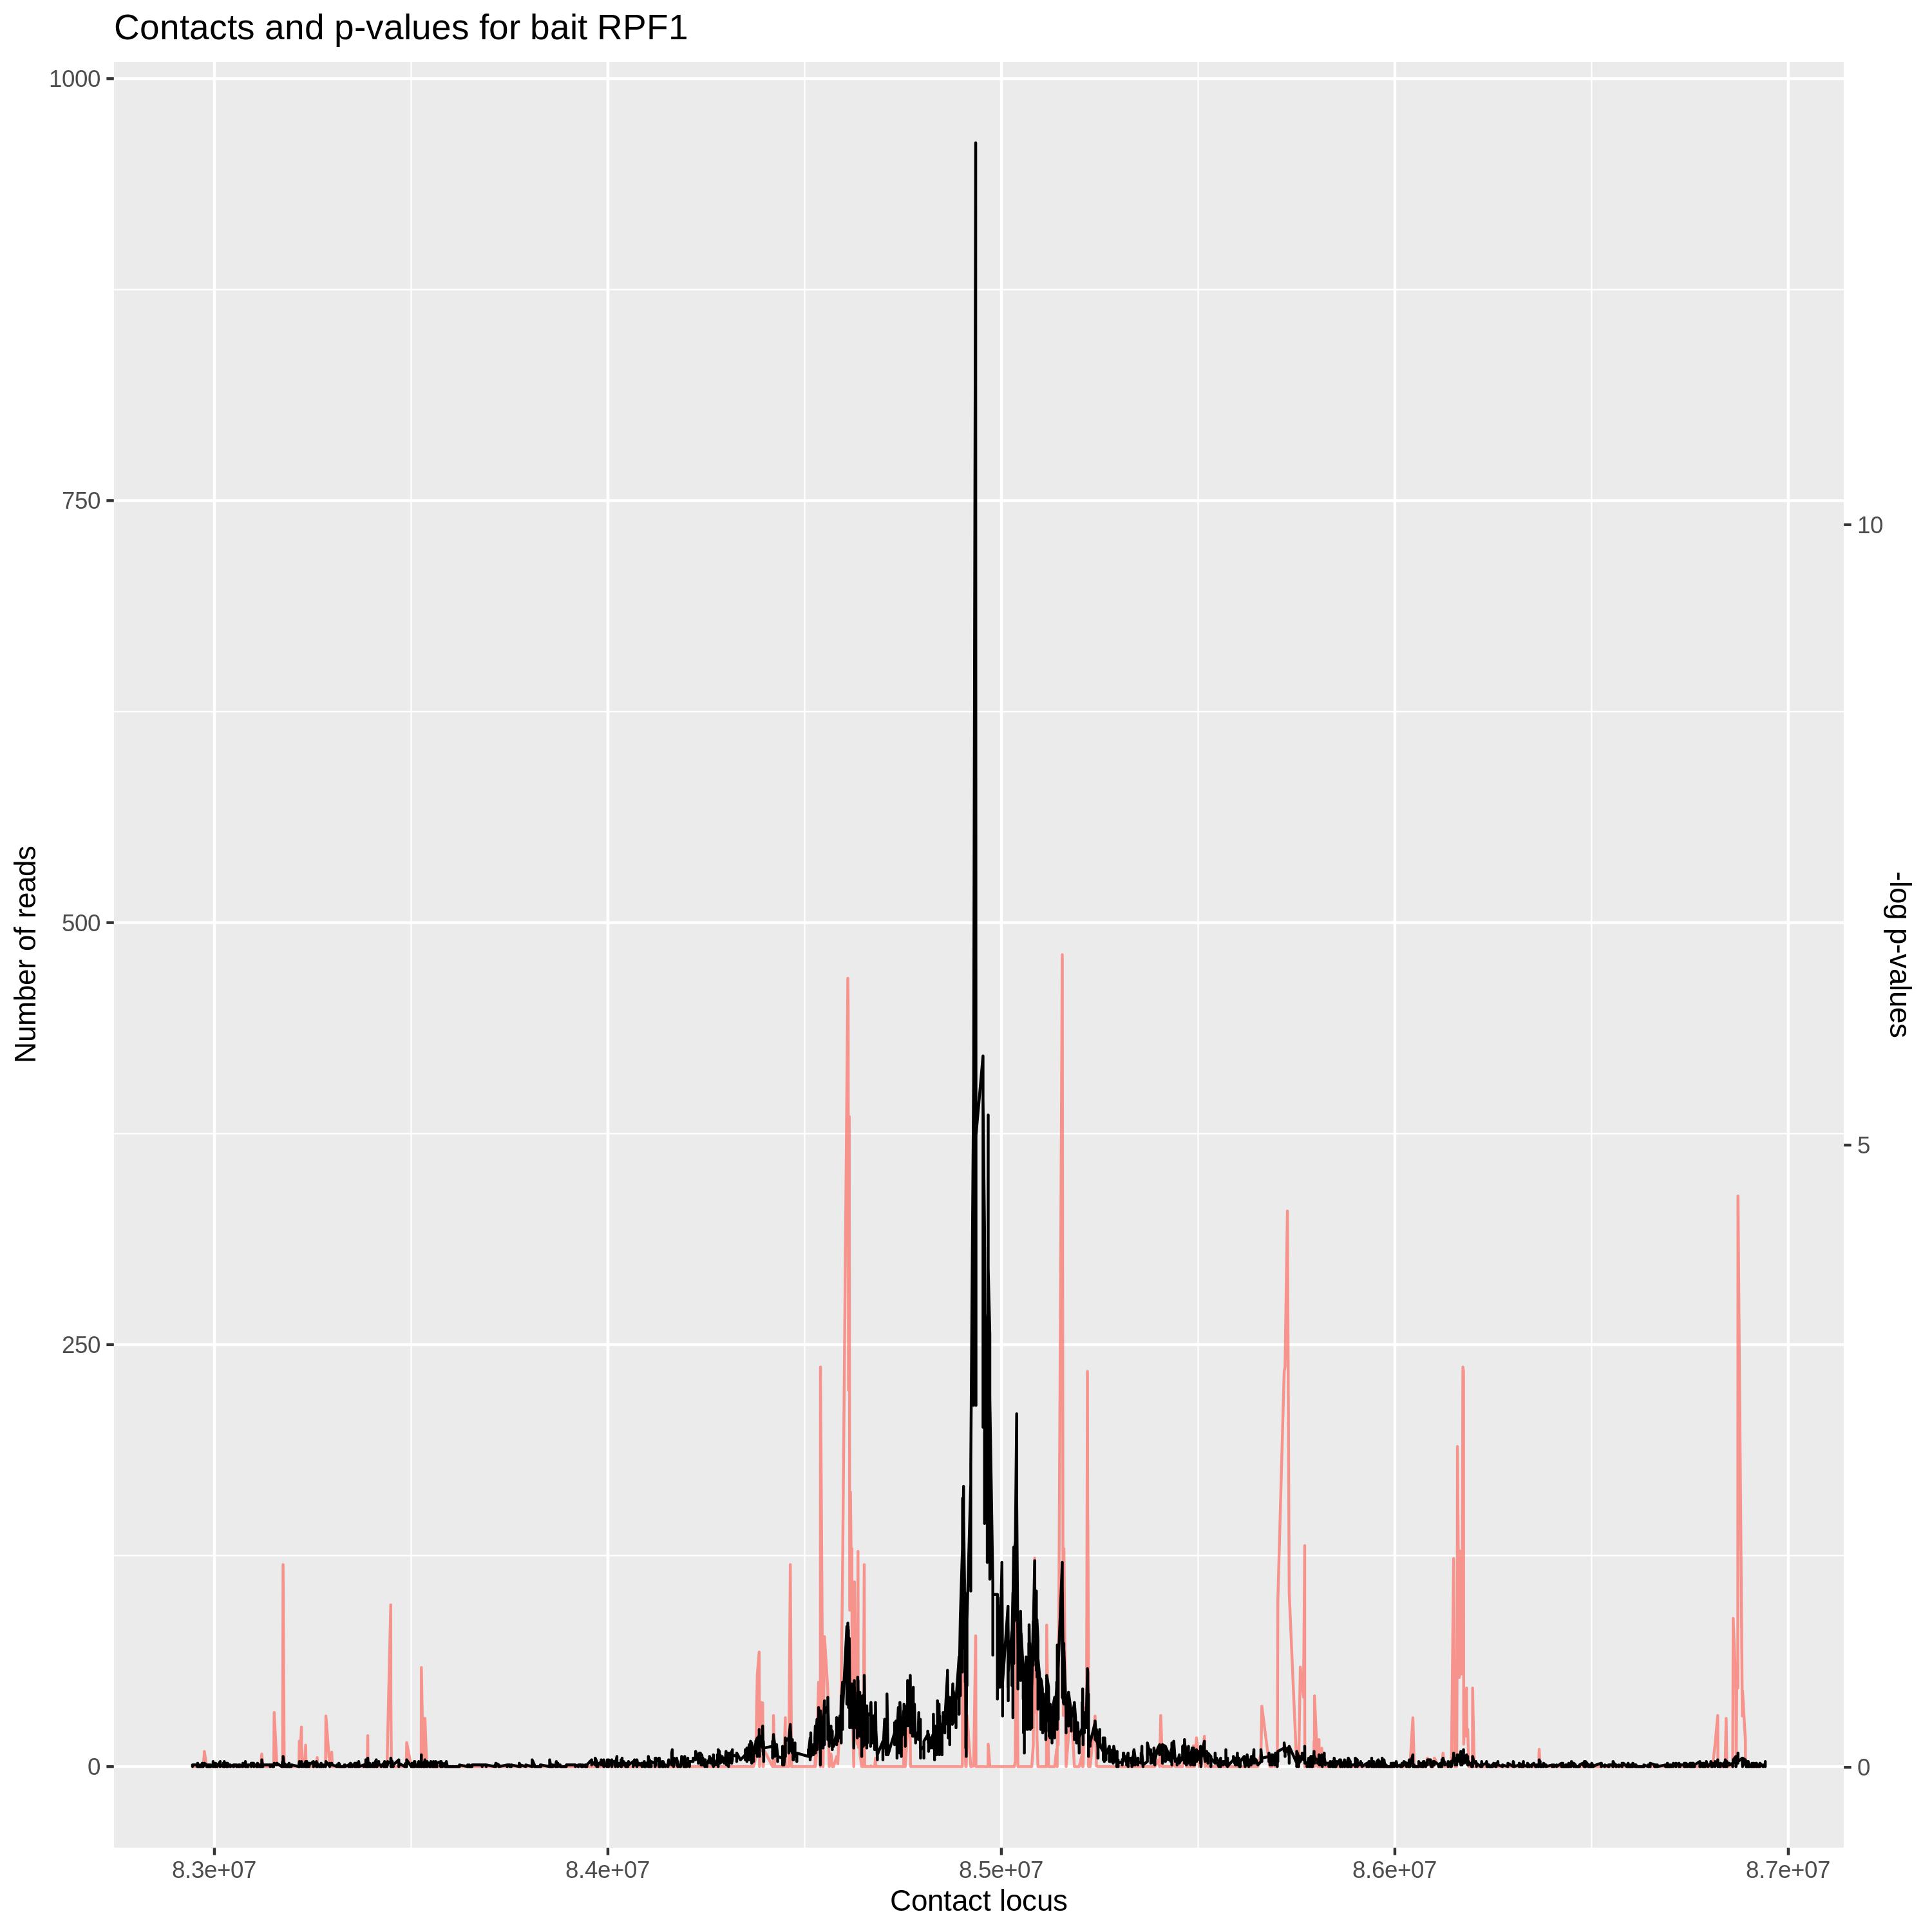 Contacts and p-values for bait RPF1
1000
750
500
250
0
10
5
0
Number of reads
-log p-values
8.3e+07 8.4e+07 8.5e+07 8.6e+07 8.7e+07
Contact locus